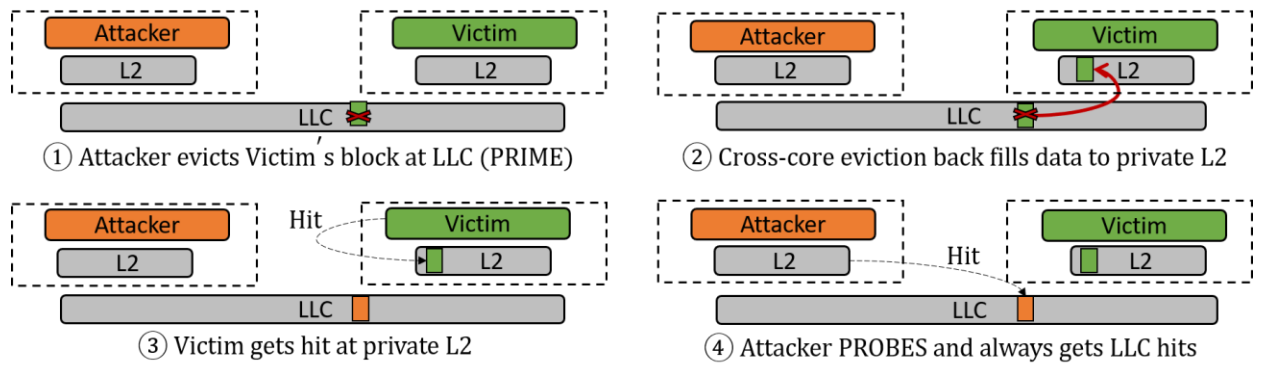 Attacker
Victim
L2
L2
LLC
① Attacker evicts Victim's block at LLC (PRIME)
Attacker
Victim
L2
L2
LLC
② Cross-core eviction back fills data to private L2
Attacker
Hit
Victim
L2
L2
LLC
③ Victim gets hit at private L2
Attacker
Victim
L2
Hit
L2
LLC
④ Attacker PROBES and always gets LLC hits